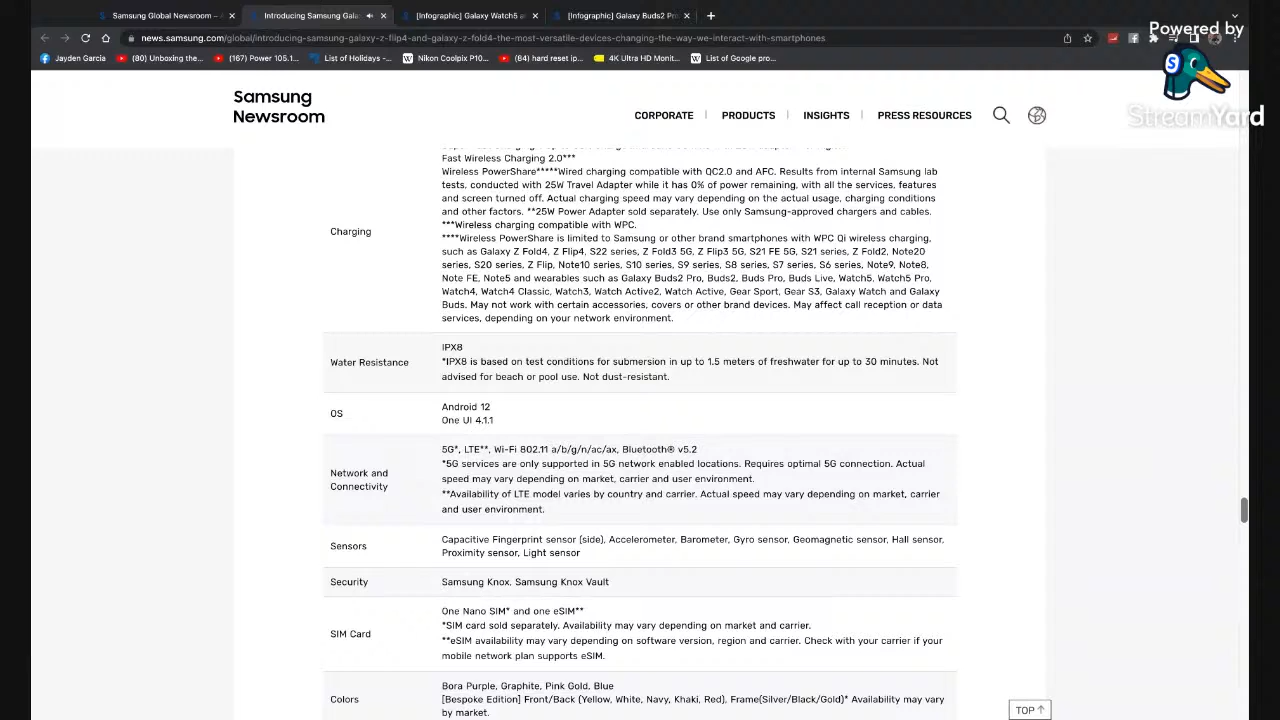 Samsung Global Newsroom –
Introducing Samsung Gala
[Infographic] Galaxy Watch5 a
[Infographic] Galaxy Buds2 Pro
news.samsung.com/global/introducing-samsung-galaxy-z-flip4-and-galaxy-z-fold4-the-most-versatile-devices-changing-the-way-we-interact-with-smartphones
Powered by
StreamYard
Jayden Garcia
(80) Unboxing the...
(167) Power 105.1...
List of Holidays -...
Nikon Coolpix P10...
(84) hard reset ip...
4K Ultra HD Monit...
List of Google pro...
Samsung
Newsroom
CORPORATE
PRODUCTS
INSIGHTS
PRESS RESOURCES
Charging
Fast Wireless Charging 2.0***
Wireless PowerShare*****Wired charging compatible with QC2.0 and AFC. Results from internal Samsung lab
tests, conducted with 25W Travel Adapter while it has 0% of power remaining, with all the services, features
and screen turned off. Actual charging speed may vary depending on the actual usage, charging conditions
and other factors. **25W Power Adapter sold separately. Use only Samsung-approved chargers and cables.
***Wireless charging compatible with WPC.
****Wireless PowerShare is limited to Samsung or other brand smartphones with WPC Qi wireless charging,
such as Galaxy Z Fold4, Z Flip4, S22 series, Z Fold3 5G, Z Flip3 5G, S21 FE 5G, S21 series, Z Fold2, Note20
series, S20 series, Z Flip, Note10 series, S10 series, S9 series, S8 series, S7 series, S6 series, Note9, Note8,
Note FE, Note5 and wearables such as Galaxy Buds2 Pro, Buds2, Buds Pro, Buds Live, Watch5, Watch5 Pro,
Watch4, Watch4 Classic, Watch3, Watch Active2, Watch Active, Gear Sport, Gear S3, Galaxy Watch and Galaxy
Buds. May not work with certain accessories, covers or other brand devices. May affect call reception or data
services, depending on your network environment.
Water Resistance
IPX8
*IPX8 is based on test conditions for submersion in up to 1.5 meters of freshwater for up to 30 minutes. Not
advised for beach or pool use. Not dust-resistant.
OS
Android 12
One UI 4.1.1
Network and
Connectivity
5G*, LTE**, Wi-Fi 802.11 a/b/g/n/ac/ax, Bluetooth® v5.2
*5G services are only supported in 5G network enabled locations. Requires optimal 5G connection. Actual
speed may vary depending on market, carrier and user environment.
**Availability of LTE model varies by country and carrier. Actual speed may vary depending on market, carrier
and user environment.
Sensors
Capacitive Fingerprint sensor (side), Accelerometer, Barometer, Gyro sensor, Geomagnetic sensor, Hall sensor,
Proximity sensor, Light sensor
Security
Samsung Knox, Samsung Knox Vault
SIM Card
One Nano SIM* and one eSIM**
*SIM card sold separately. Availability may vary depending on market and carrier.
**eSIM availability may vary depending on software version, region and carrier. Check with your carrier if your
mobile network plan supports eSIM.
Colors
Bora Purple, Graphite, Pink Gold, Blue
[Bespoke Edition] Front/Back (Yellow, White, Navy, Khaki, Red), Frame(Silver/Black/Gold)* Availability may vary
by market.
TOP